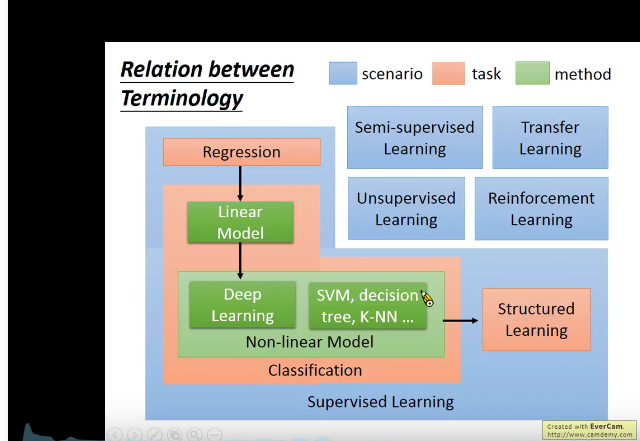 Relation between
Terminology
scenario
task
method
Semi-supervised
Learning
Transfer
Learning
Regression
Unsupervised
Learning
Reinforcement
Learning
Linear
Model
Deep
Learning
SVM, decision
tree, K-NN ...
Structured
Learning
Non-linear Model
Classification
Supervised Learning
Created with EverCam.
http://www.camdemy.com